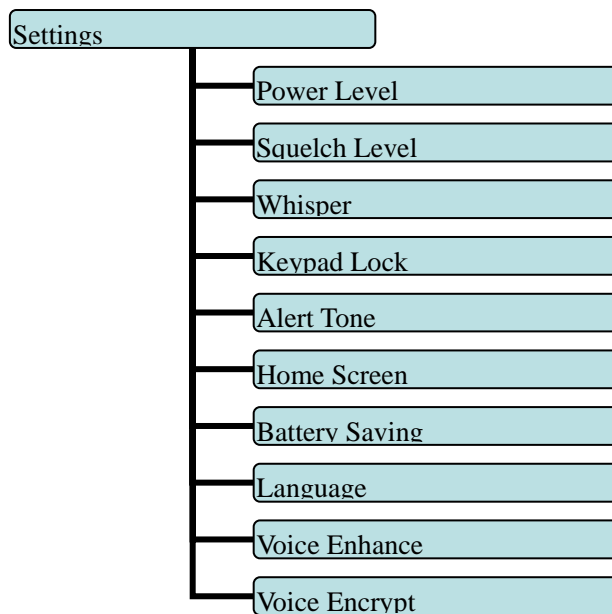 Settings
Power Level
Squelch Level
Whisper
Keypad Lock
Alert Tone
Home Screen
Battery Saving
Language
Voice Enhance
Voice Encrypt